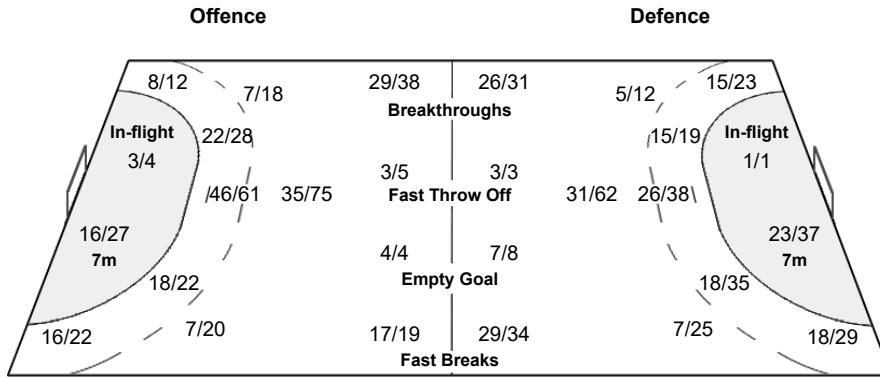 Offence Defence
8/12 7/18 29/38 26/31 5/12 15/23
Breakthroughs
In-flight 22/28 15/19 In-flight
3/4 3/5 3/3 1/1
46/61 35/75 Fast Throw Off 31/62 26/38
16/27 4/4 7/8 23/37
7m 7m
18/22 Empty Goal 18/35
16/22 7/20 17/19 29/34 7/25 18/29
Fast Breaks